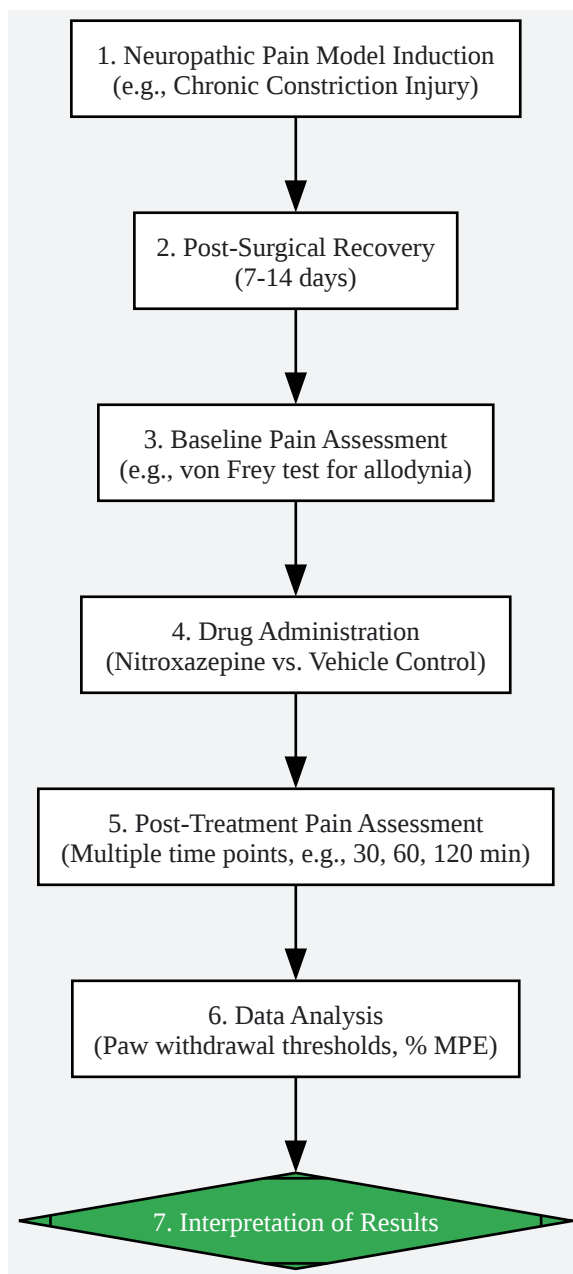 1. Neuropathic Pain Model Induction
(e.g., Chronic Constriction Injury)
2. Post-Surgical Recovery
(7-14 days)
3. Baseline Pain Assessment
(e.g., von Frey test for allodynia)
4. Drug Administration
(Nitroxazepine vs. Vehicle Control)
5. Post-Treatment Pain Assessment
(Multiple time points, e.g., 30, 60, 120 min)
6. Data Analysis
(Paw withdrawal thresholds, % MPE)
7. Interpretation of Results